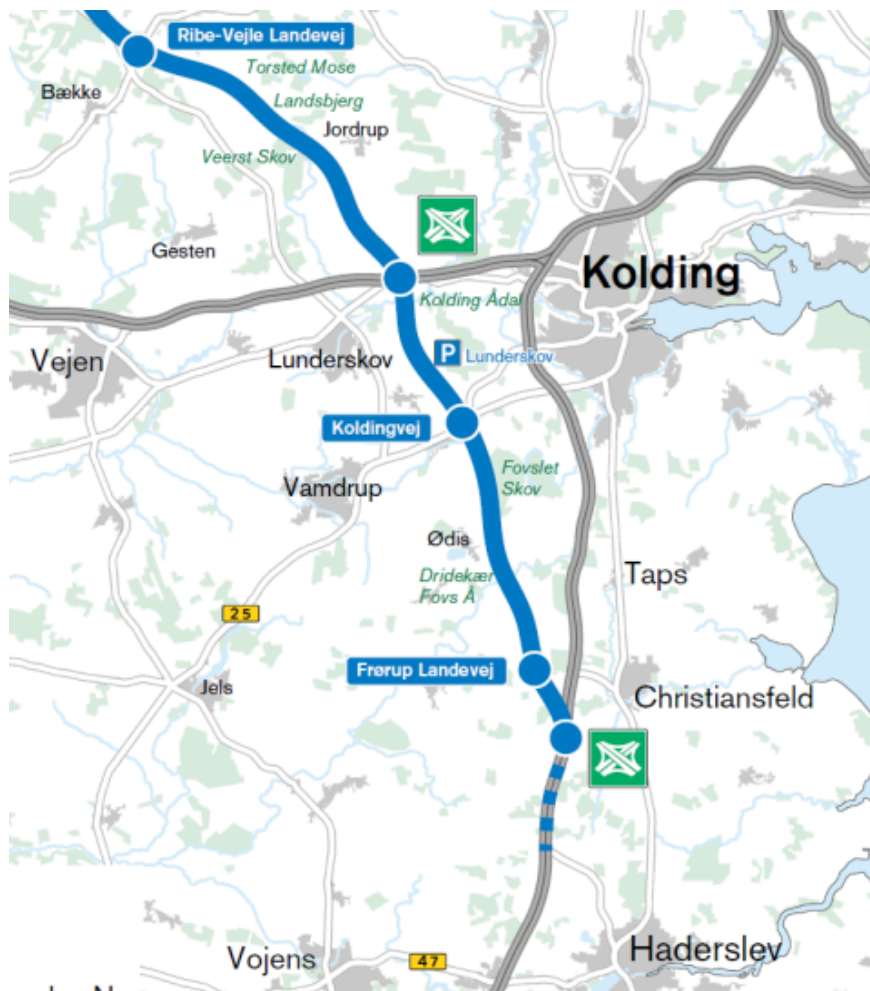 Ribe-Vejle Landevej
Torsted Mose
Bække
Landsbjerg
Jordrup
Veerst Skov
Gesten
Kolding
Kolding Ådal
Vejen
Lunderskov
P Lunderskov
Koldingvej
Fovslet
Skov
Vamdrup
Ødis
Dridekær
Fovs Å
Taps
25
Frørup Landevej
Jels
Christiansfeld
Haderslev
Vojens
47